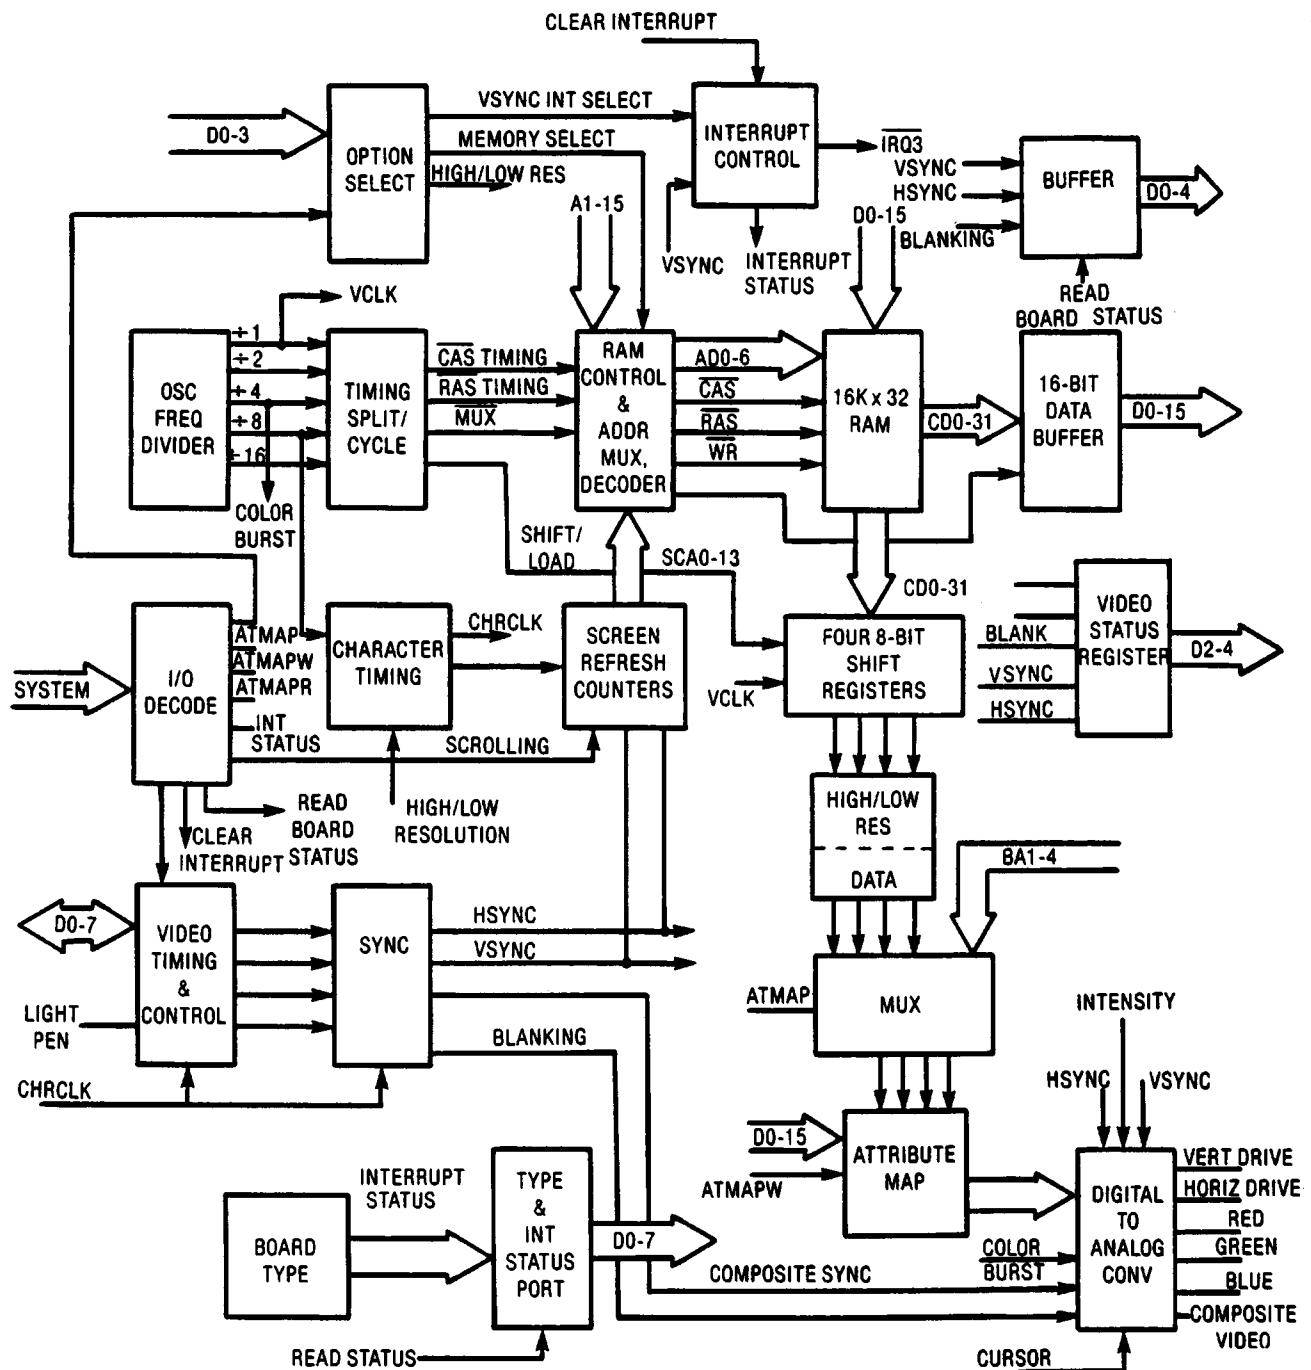 CLEAR INTERRUPT
D0-3
OPTION
SELECT
VSYNC INT SELECT
MEMORY SELECT
HIGH/LOW RES
INTERRUPT
CONTROL
IRQ3
VSYNC
INTERRUPT
STATUS
A1-15
D0-15
VSYNC
HSYNC
BLANKING
BUFFER
D0-4
READ
BOARD STATUS
VCLK
OSC
FREQ
DIVIDER
÷1
÷2
÷4
÷8
÷16
COLOR
BURST
TIMING
SPLIT/
CYCLE
CAS TIMING
RAS TIMING
MUX
RAM
CONTROL
&
ADDR
MUX,
DECODER
AD0-6
CAS
RAS
WR
16K x 32
RAM
CD0-31
16-BIT
DATA
BUFFER
D0-15
SHIFT/
LOAD
SCA0-13
CD0-31
SYSTEM
I/O
DECODE
ATMAP
ATMAPW
ATMAPR
INT
STATUS
CHARACTER
TIMING
CHRCLK
SCREEN
REFRESH
COUNTERS
SCROLLING
HIGH/LOW
RESOLUTION
READ
BOARD
STATUS
CLEAR
INTERRUPT
VCLK
FOUR 8-BIT
SHIFT
REGISTERS
BLANK
VSYNC
HSYNC
VIDEO
STATUS
REGISTER
D2-4
HIGH/LOW
RES
DATA
BA1-4
D0-7
VIDEO
TIMING
&
CONTROL
LIGHT
PEN
CHRCLK
SYNC
HSYNC
VSYNC
BLANKING
ATMAP
MUX
D0-15
ATMAPW
ATTRIBUTE
MAP
INTENSITY
HSYNC
VSYNC
BOARD
TYPE
INTERRUPT
STATUS
TYPE
&
INT
STATUS
PORT
D0-7
READ STATUS
COMPOSITE SYNC
COLOR
BURST
DIGITAL
TO
ANALOG
CONV
VERT DRIVE
HORIZ DRIVE
RED
GREEN
BLUE
COMPOSITE
VIDEO
CURSOR